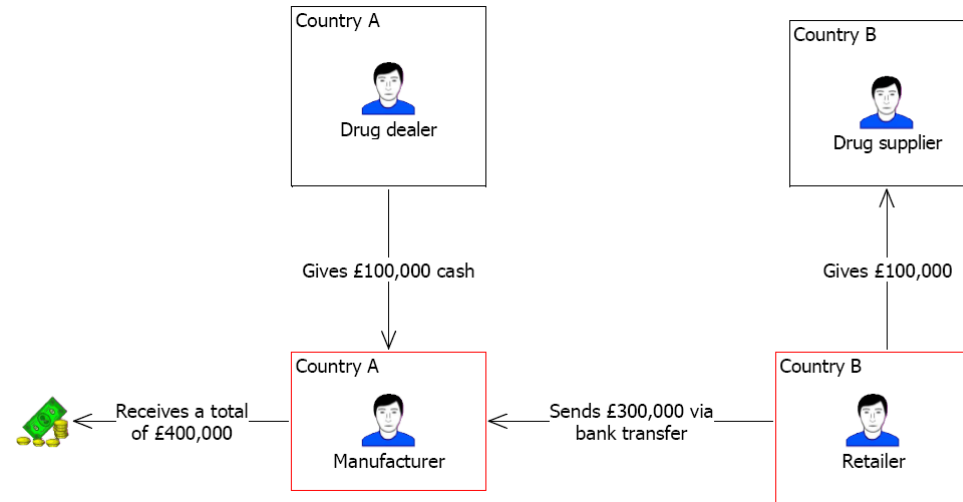 Country A
Drug dealer
Country B
Drug supplier
Gives £100,000 cash
Gives £100,000
Country A
Manufacturer
Country B
Retailer
Receives a total
of £400,000
Sends £300,000 via
bank transfer